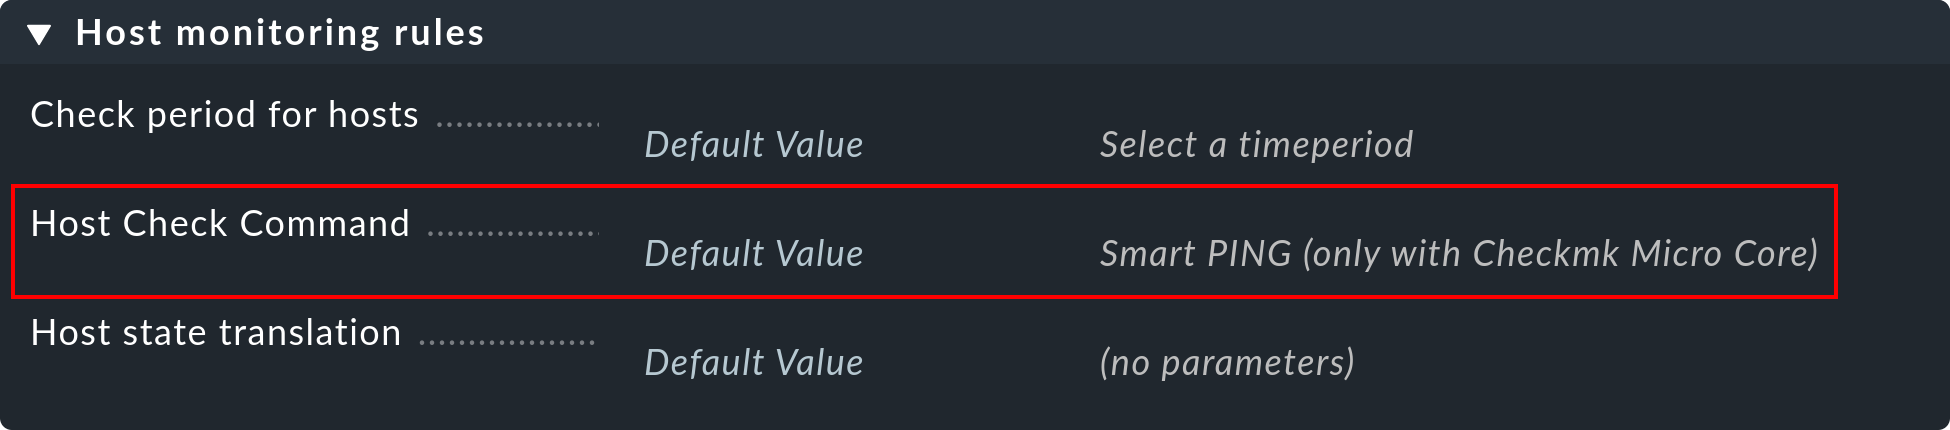 Host monitoring rules
Check period for hosts ................. Default Value Select a timeperiod
Host Check Command .................. Default Value Smart PING (only with Checkmk Micro Core)
Host state translation .................. Default Value (no parameters)